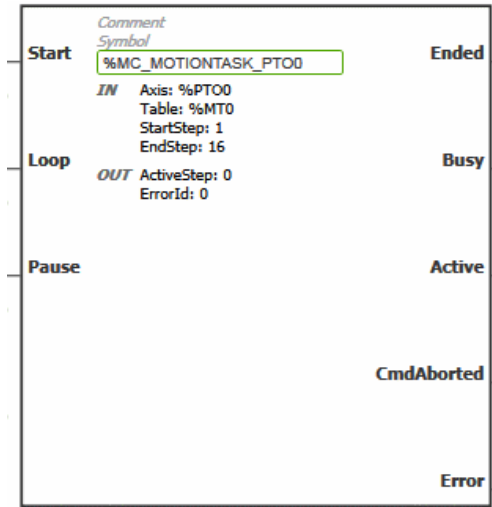 Comment
Symbol
Start
%MC_MOTIONTASK_PTO0
Ended
IN Axis: %PTO0
Table: %MT0
StartStep: 1
EndStep: 16
Loop
Busy
OUT ActiveStep: 0
ErrorId: 0
Pause
Active
CmdAborted
Error